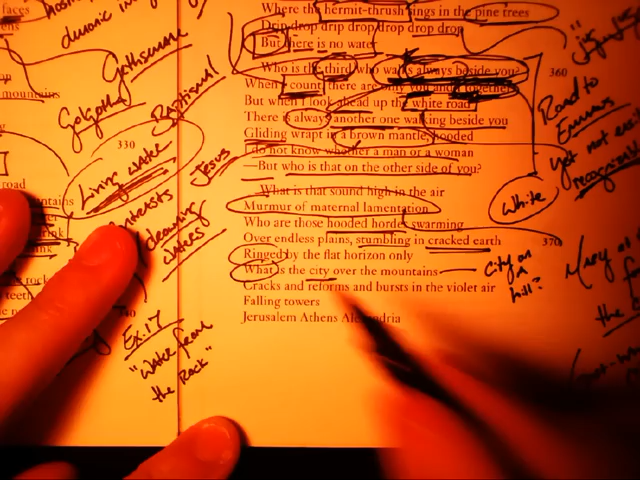 faces
mountains
road
Where the hermit-thrush sings in the pine trees
Drip drop drip drop drop drop drop
But there is no water
Who is the third who walks always beside you?
When I count, there are only you and I together
But when I look ahead up the white road
There is always another one walking beside you
Gliding wrapt in a brown mantle, hooded
I do not know whether a man or a woman
—But who is that on the other side of you?
What is that sound high in the air
Murmur of maternal lamentation
Who are those hooded hordes swarming
Over endless plains, stumbling in cracked earth
Ringed by the flat horizon only
What is the city over the mountains
Cracks and reforms and bursts in the violet air
Falling towers
Jerusalem Athens Alexandria
330
360
370
Gethsemane
Golgotha
Baptismal
Living water
Jesus
cleansing
waters
Ex. 17
"Water from
the Rock"
Road to
Emmaus
yet not
recognizable
White
City on
A
hill?
Mary at
the